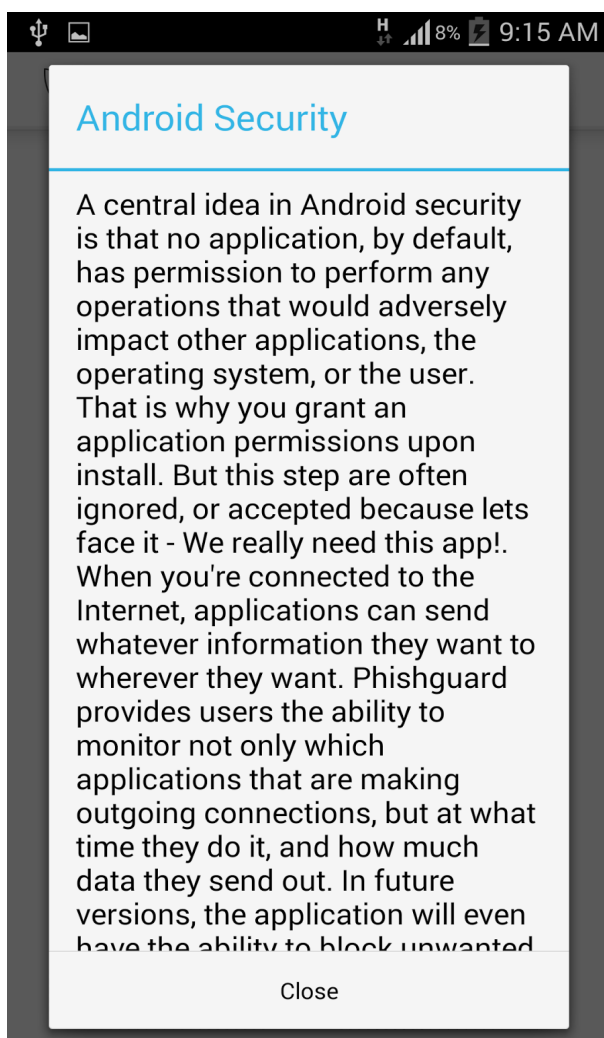 H 8% 9:15 AM
Android Security
A central idea in Android security
is that no application, by default,
has permission to perform any
operations that would adversely
impact other applications, the
operating system, or the user.
That is why you grant an
application permissions upon
install. But this step are often
ignored, or accepted because lets
face it - We really need this app!.
When you're connected to the
Internet, applications can send
whatever information they want to
wherever they want. Phishguard
provides users the ability to
monitor not only which
applications that are making
outgoing connections, but at what
time they do it, and how much
data they send out. In future
versions, the application will even
have the ability to block unwanted
Close